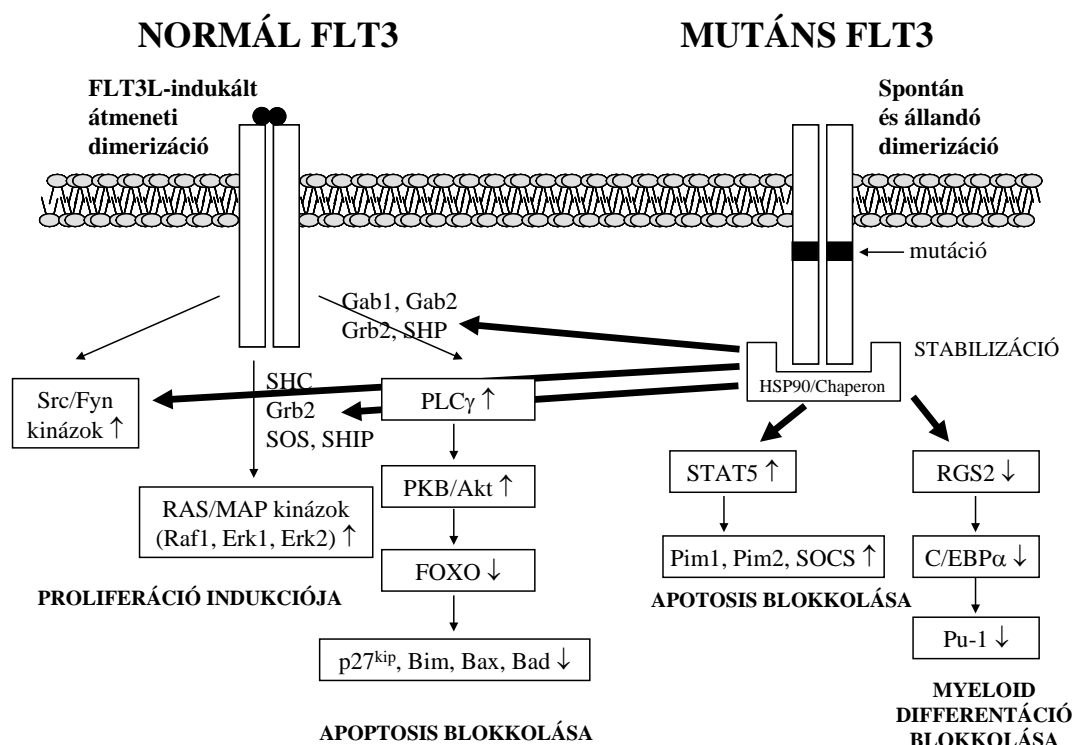 NORMÁL FLT3
MUTÁNS FLT3
FLT3L-indukált
átmeneti
dimerizáció
Spontán
és állandó
dimerizáció
mutáció
Gab1, Gab2
Grb2, SHP
STABILIZÁCIÓ
HSP90/Chaperon
Src/Fyn
kinázok ↑
SHC
Grb2
SOS, SHIP
PLCγ ↑
PKB/Akt ↑
RAS/MAP kinázok
(Raf1, Erk1, Erk2) ↑
FOXO ↓
PROLIFERÁCIÓ INDUKCIÓJA
p27kip, Bim, Bax, Bad ↓
APOPTOSIS BLOKKOLÁSA
STAT5 ↑
Pim1, Pim2, SOCS ↑
APOTOSIS BLOKKOLÁSA
RGS2 ↓
C/EBPα ↓
Pu-1 ↓
MYELOID
DIFFERENTÁCIÓ
BLOKKOLÁSA